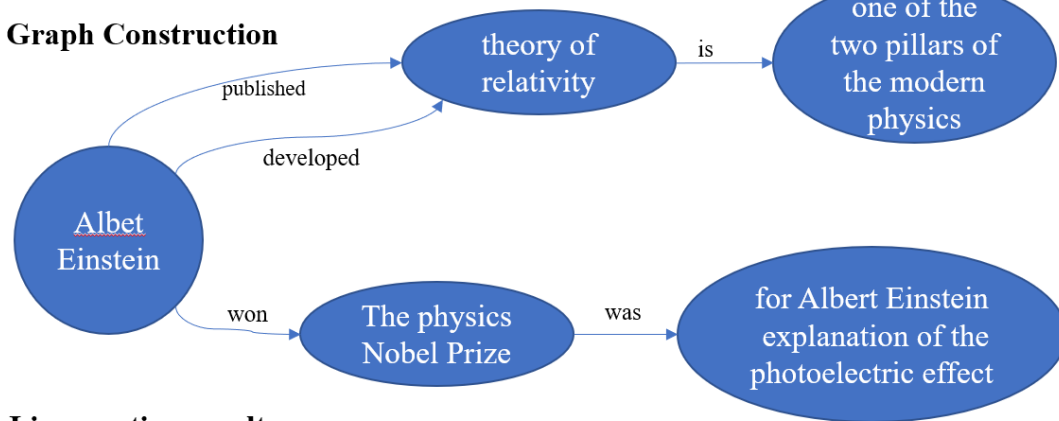 Graph Construction
one of the
two pillars of
the modern
physics
theory of
relativity
is
published
developed
Albet
Einstein
won
The physics
Nobel Prize
was
for Albert Einstein
explanation of the
photoelectric effect